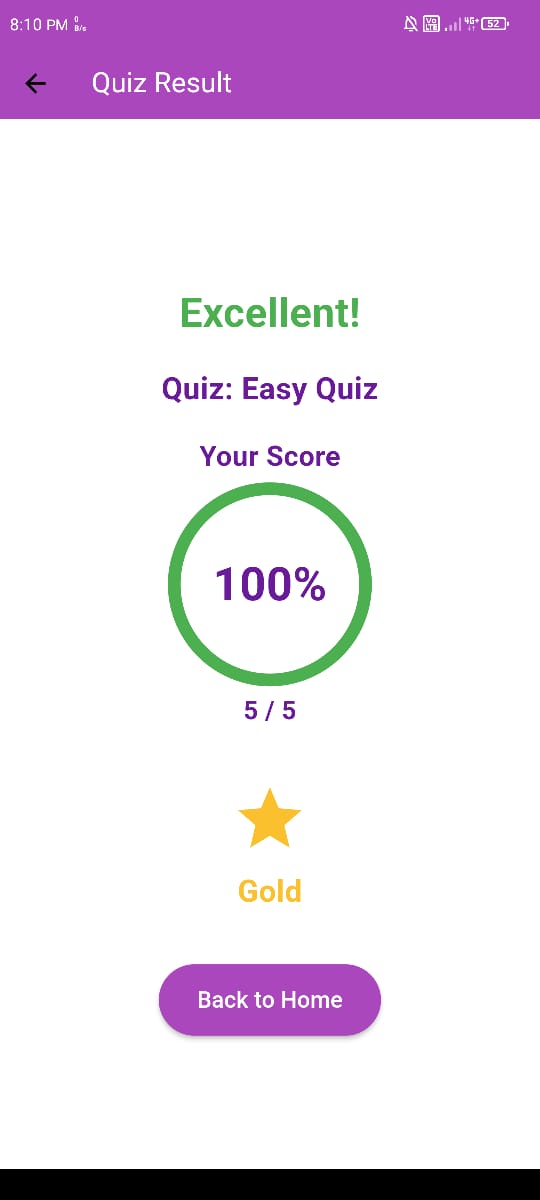 8:10 PM 0 B/s Vo LTE 4G+ 52
Quiz Result
Excellent!
Quiz: Easy Quiz
Your Score
100%
5 / 5
Gold
Back to Home